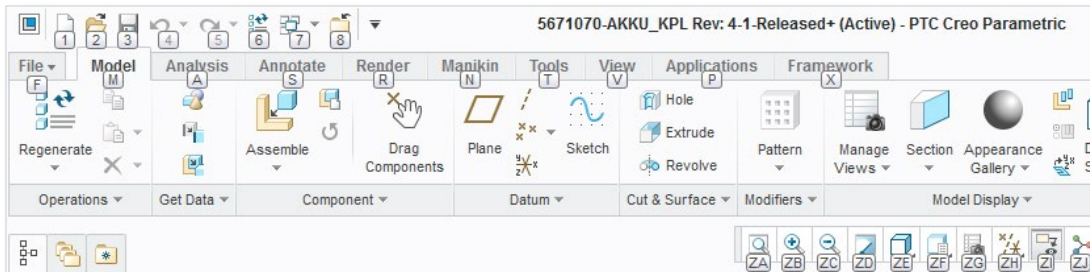 5671070-AKKU_KPL Rev: 4-1-Released+ (Active) - PTC Creo Parametric
1 2 3 4 5 6 7 8
File Model Analysis Annotate Render Manikin Tools View Applications Framework
F M A S R N T V P X
Hole
Extrude
Regenerate Assemble Drag Components Plane Sketch Revolve Pattern Manage Views Section Appearance Gallery
Operations Get Data Component Datum Cut & Surface Modifiers Model Display
ZA ZB ZC ZD ZE ZF ZG ZH ZI ZJ